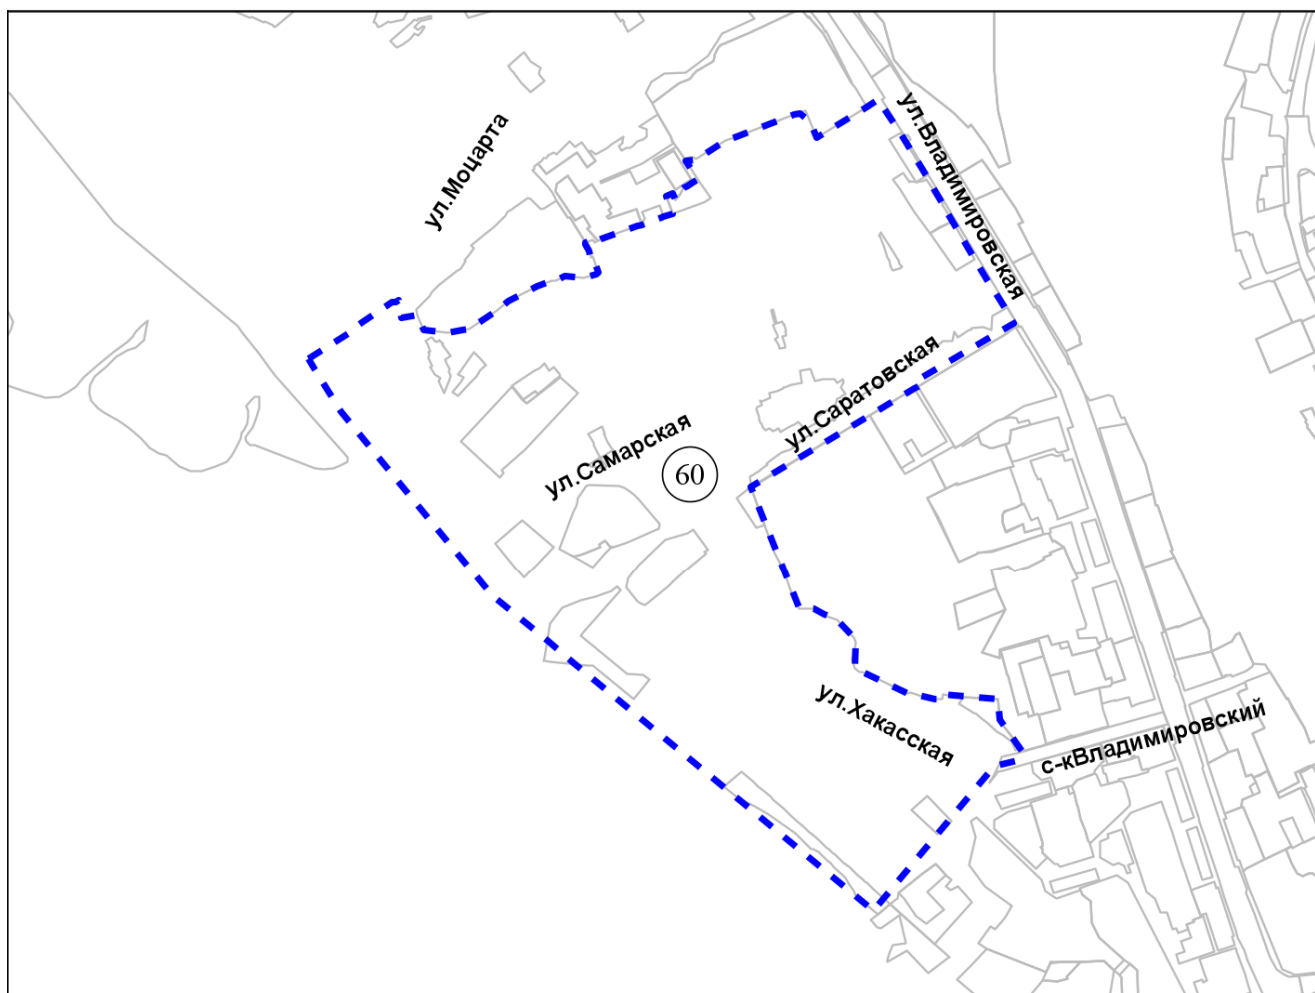 ул.Моцарта
ул.Владимировская
ул.Саратовская
ул.Самарская
60
ул.Хакасская
с-кВладимировский